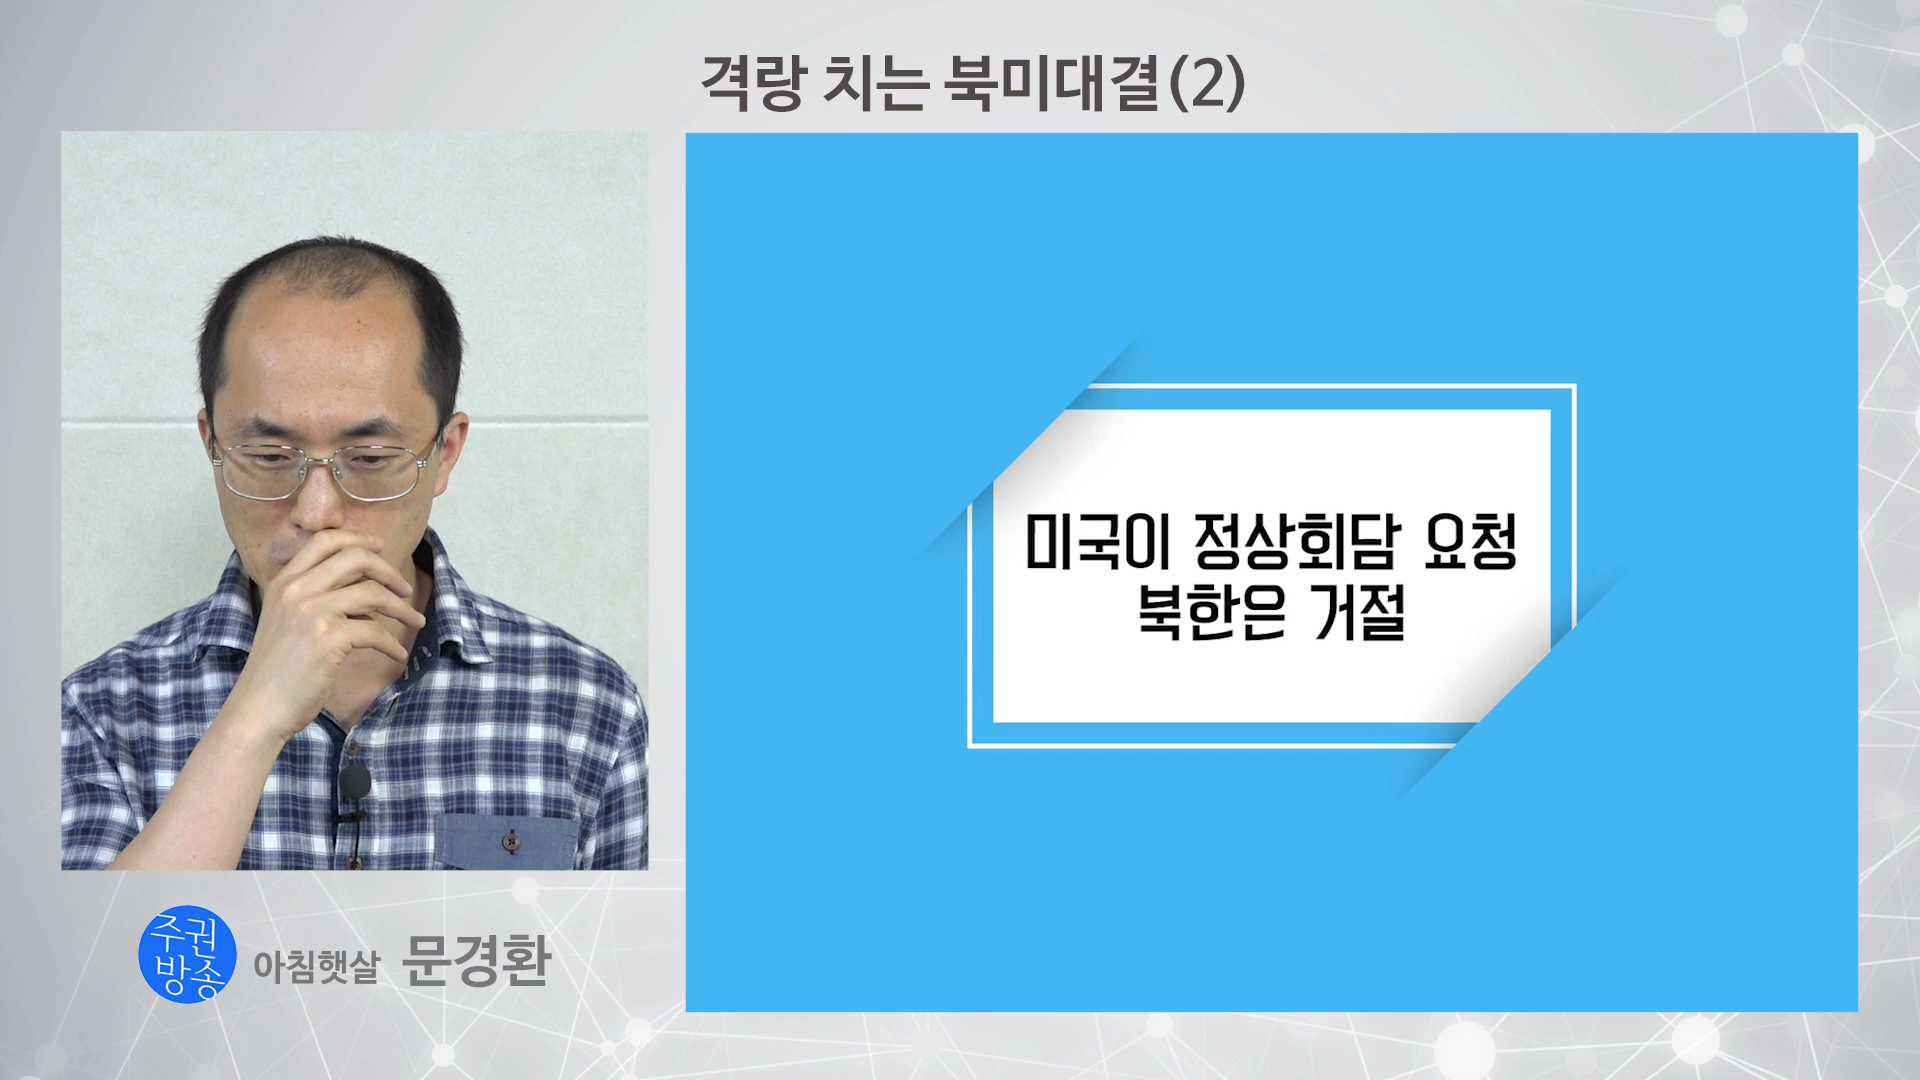 격랑 치는 북미대결(2)
미국이 정상회담 요청
북한은 거절
주권
방송
아침햇살 문경환